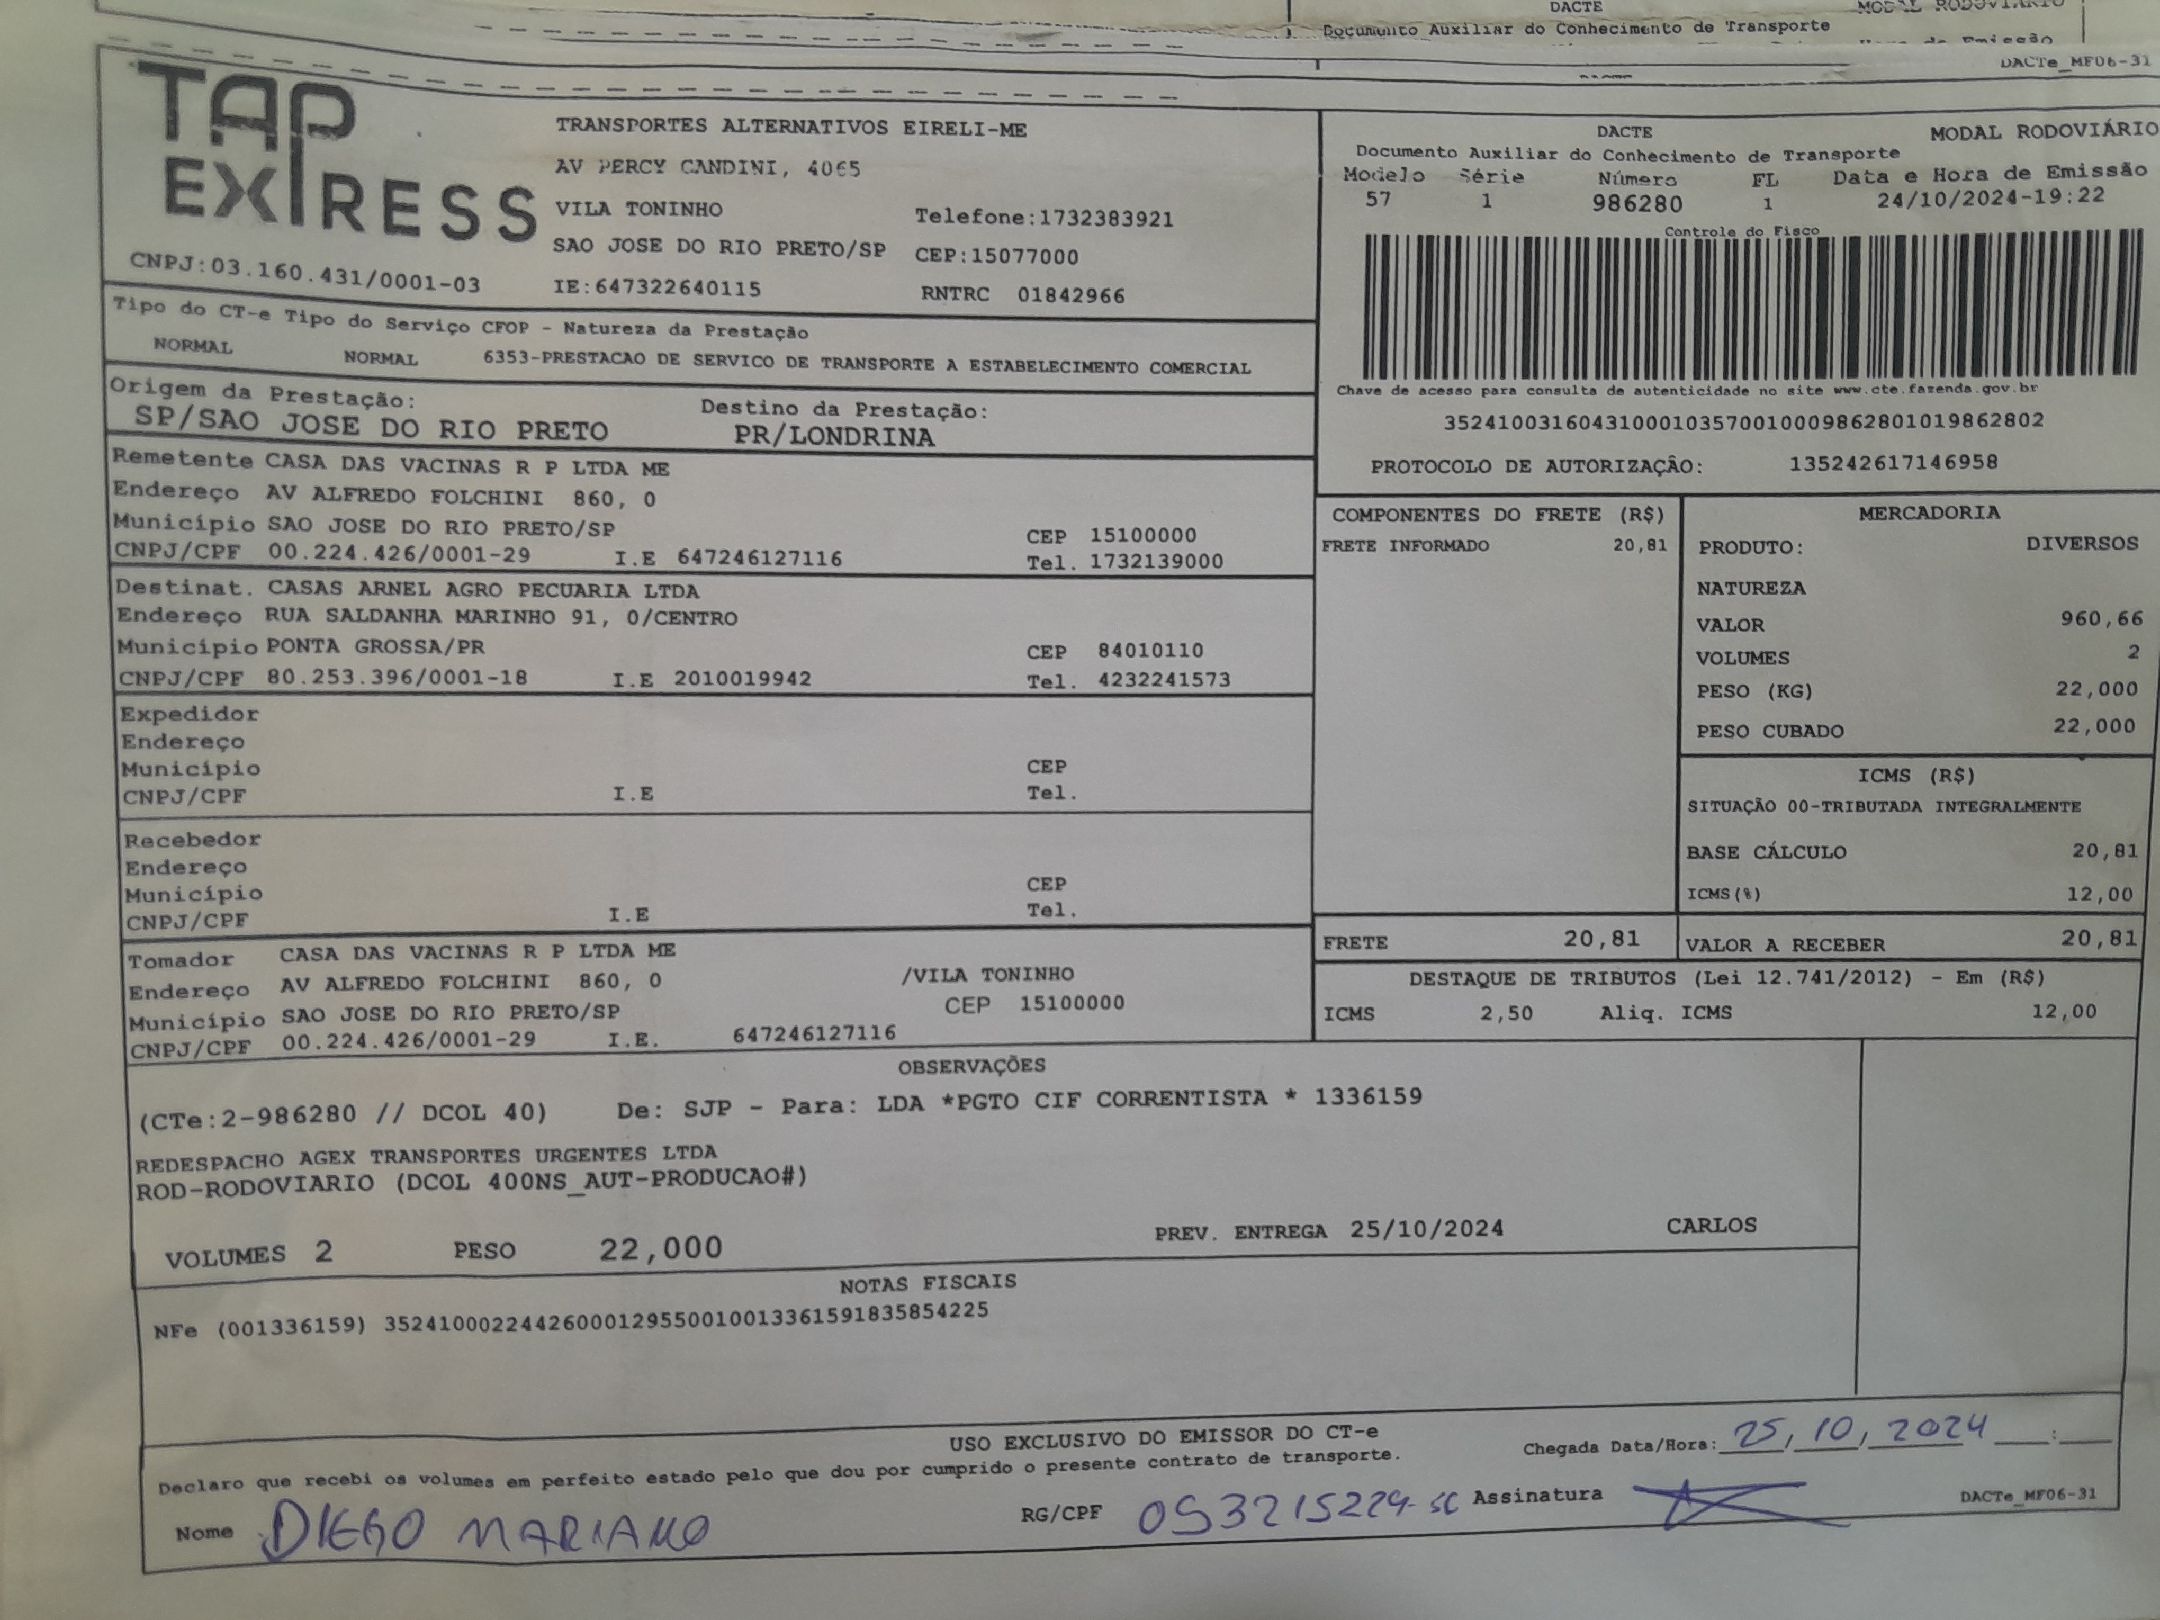 DACTE
MODAL RODOVIÁRIO
Documento Auxiliar do Conhecimento de Transporte
Hora de Emissão
DACTe_MF06-31
TAP EXPRESS
CNPJ:03.160.431/0001-03
TRANSPORTES ALTERNATIVOS EIRELI-ME
AV PERCY GANDINI, 4065
VILA TONINHO Telefone:1732383921
SAO JOSE DO RIO PRETO/SP CEP:15077000
IE:647322640115 RNTRC 01842966
DACTE MODAL RODOVIÁRIO
Documento Auxiliar do Conhecimento de Transporte
Modelo Série Número FL Data e Hora de Emissão
57 1 986280 1 24/10/2024-19:22
Controle do Fisco
Chave de acesso para consulta de autenticidade no site www.cte.fazenda.gov.br
35241003160431000103570010009862801019862802
PROTOCOLO DE AUTORIZAÇÃO: 135242617146958
Tipo do CT-e Tipo do Serviço CFOP - Natureza da Prestação
NORMAL NORMAL 6353-PRESTACAO DE SERVICO DE TRANSPORTE A ESTABELECIMENTO COMERCIAL
Origem da Prestação: Destino da Prestação:
SP/SAO JOSE DO RIO PRETO PR/LONDRINA
Remetente CASA DAS VACINAS R P LTDA ME
Endereço AV ALFREDO FOLCHINI 860, 0
Município SAO JOSE DO RIO PRETO/SP CEP 15100000
CNPJ/CPF 00.224.426/0001-29 I.E 647246127116 Tel. 1732139000
Destinat. CASAS ARNEL AGRO PECUARIA LTDA
Endereço RUA SALDANHA MARINHO 91, 0/CENTRO
Município PONTA GROSSA/PR CEP 84010110
CNPJ/CPF 80.253.396/0001-18 I.E 2010019942 Tel. 4232241573
Expedidor
Endereço
Município CEP
CNPJ/CPF I.E Tel.
Recebedor
Endereço
Município CEP
CNPJ/CPF I.E Tel.
Tomador CASA DAS VACINAS R P LTDA ME
Endereço AV ALFREDO FOLCHINI 860, 0 /VILA TONINHO
Município SAO JOSE DO RIO PRETO/SP CEP 15100000
CNPJ/CPF 00.224.426/0001-29 I.E. 647246127116
COMPONENTES DO FRETE (R$)
FRETE INFORMADO 20,81
MERCADORIA
PRODUTO: DIVERSOS
NATUREZA
VALOR 960,66
VOLUMES 2
PESO (KG) 22,000
PESO CUBADO 22,000
ICMS (R$)
SITUAÇÃO 00-TRIBUTADA INTEGRALMENTE
BASE CÁLCULO 20,81
ICMS(%) 12,00
FRETE 20,81 VALOR A RECEBER 20,81
DESTAQUE DE TRIBUTOS (Lei 12.741/2012) - Em (R$)
ICMS 2,50 Aliq. ICMS 12,00
OBSERVAÇÕES
(CTe:2-986280 // DCOL 40) De: SJP - Para: LDA *PGTO CIF CORRENTISTA * 1336159
REDESPACHO AGEX TRANSPORTES URGENTES LTDA
ROD-RODOVIARIO (DCOL 400NS_AUT-PRODUCAO#)
VOLUMES 2 PESO 22,000 PREV. ENTREGA 25/10/2024 CARLOS
NOTAS FISCAIS
NFe (001336159) 35241000224426000129550010013361591835854225
USO EXCLUSIVO DO EMISSOR DO CT-e
Chegada Data/Hora: 25/10/2024 ___:___
Declaro que recebi os volumes em perfeito estado pelo que dou por cumprido o presente contrato de transporte.
Nome DIEGO MARIANO RG/CPF 093215229-56 Assinatura DACTe_MF06-31